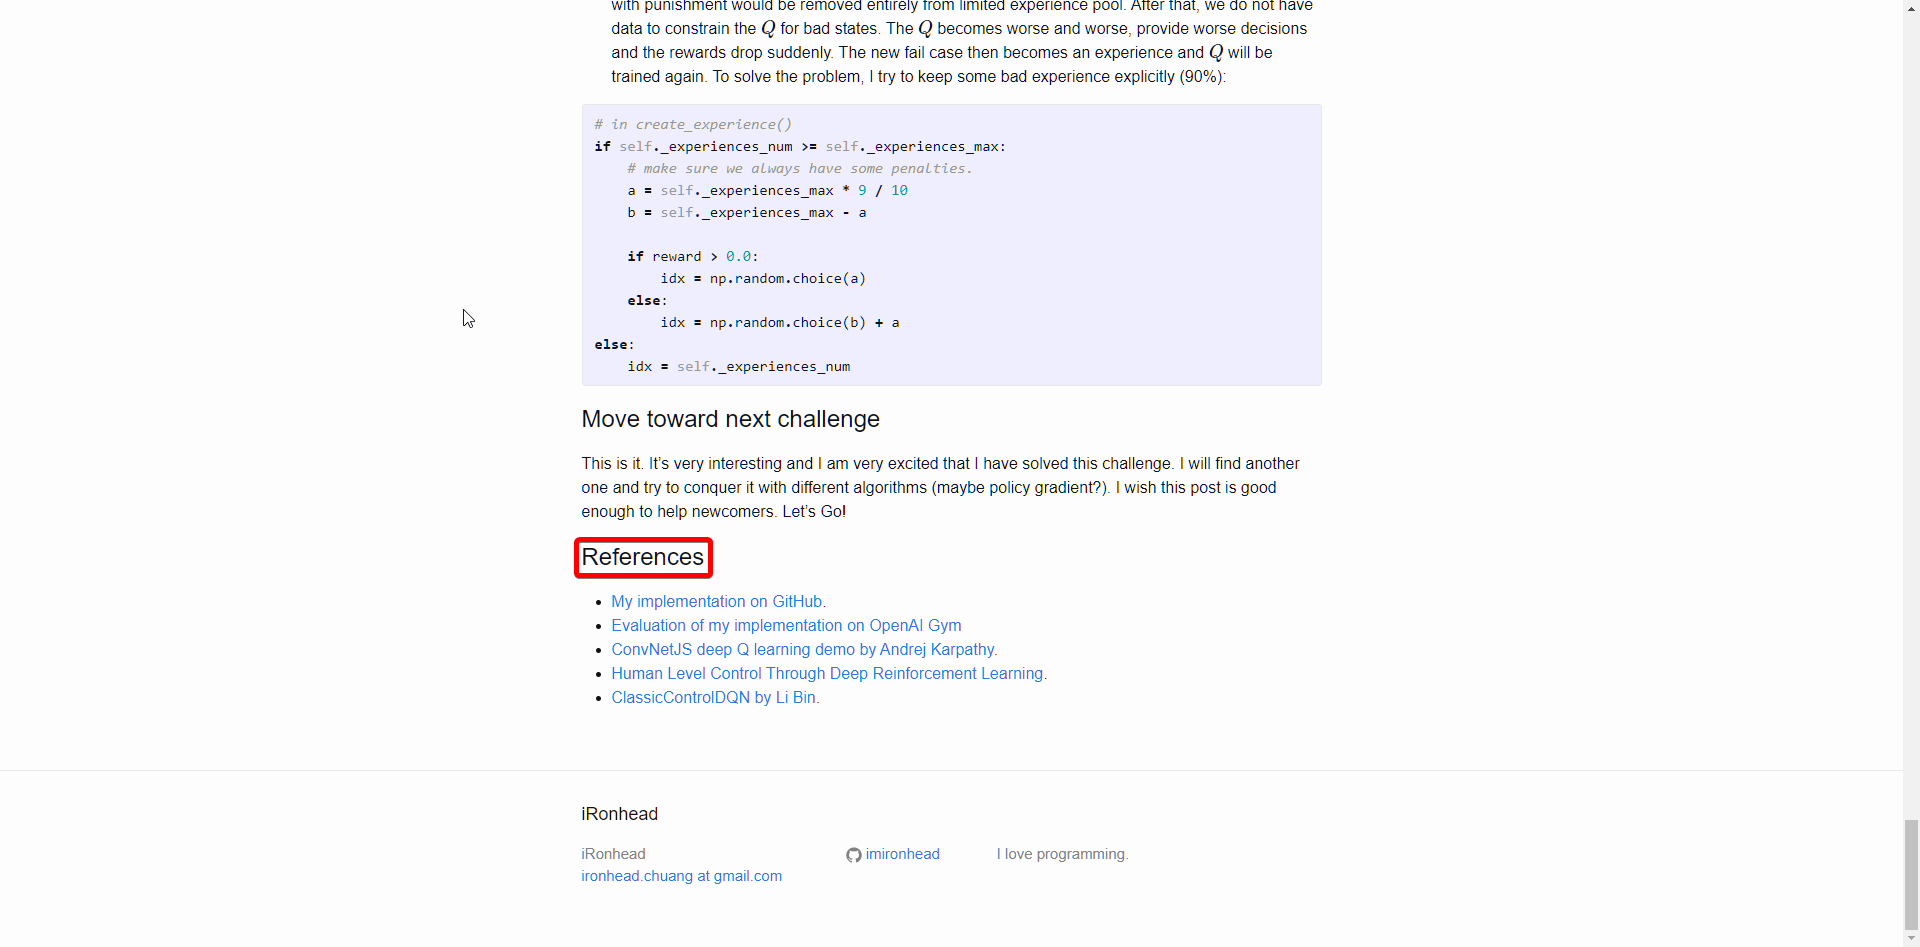 with punishment would be removed entirely from limited experience pool. After that, we do not have
data to constrain the Q for bad states. The Q becomes worse and worse, provide worse decisions
and the rewards drop suddenly. The new fail case then becomes an experience and Q will be
trained again. To solve the problem, I try to keep some bad experience explicitly (90%):
# in create_experience()
if self._experiences_num >= self._experiences_max:
    # make sure we always have some penalties.
    a = self._experiences_max * 9 / 10
    b = self._experiences_max - a
    if reward > 0.0:
        idx = np.random.choice(a)
    else:
        idx = np.random.choice(b) + a
else:
    idx = self._experiences_num
Move toward next challenge
This is it. It’s very interesting and I am very excited that I have solved this challenge. I will find another
one and try to conquer it with different algorithms (maybe policy gradient?). I wish this post is good
enough to help newcomers. Let’s Go!
References
• My implementation on GitHub.
• Evaluation of my implementation on OpenAI Gym
• ConvNetJS deep Q learning demo by Andrej Karpathy.
• Human Level Control Through Deep Reinforcement Learning.
• ClassicControlDQN by Li Bin.
iRonhead
iRonhead
ironhead.chuang at gmail.com
imironhead
I love programming.